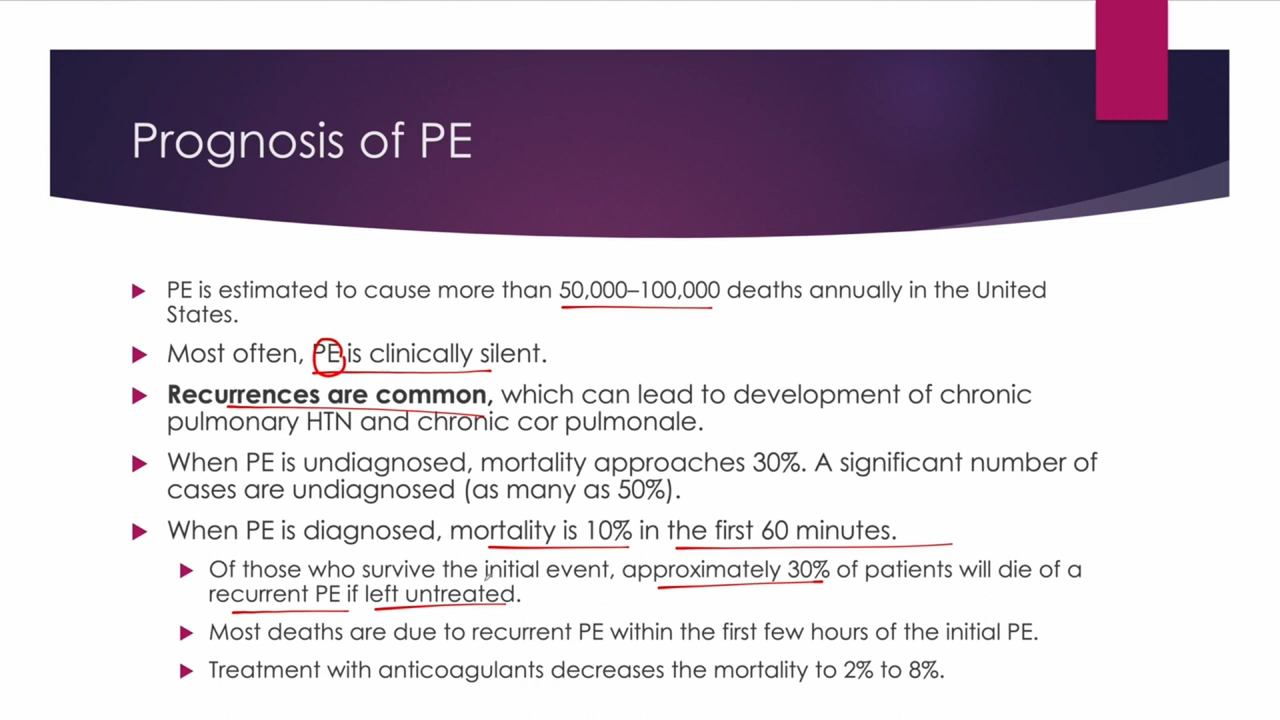 Prognosis of PE
PE is estimated to cause more than 50,000–100,000 deaths annually in the United
States.
Most often, PE is clinically silent.
Recurrences are common, which can lead to development of chronic
pulmonary HTN and chronic cor pulmonale.
When PE is undiagnosed, mortality approaches 30%. A significant number of
cases are undiagnosed (as many as 50%).
When PE is diagnosed, mortality is 10% in the first 60 minutes.
Of those who survive the initial event, approximately 30% of patients will die of a
recurrent PE if left untreated.
Most deaths are due to recurrent PE within the first few hours of the initial PE.
Treatment with anticoagulants decreases the mortality to 2% to 8%.